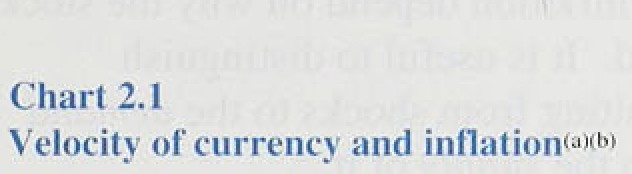 Chart 2.1
Velocity of currency and inflation(a)(b)